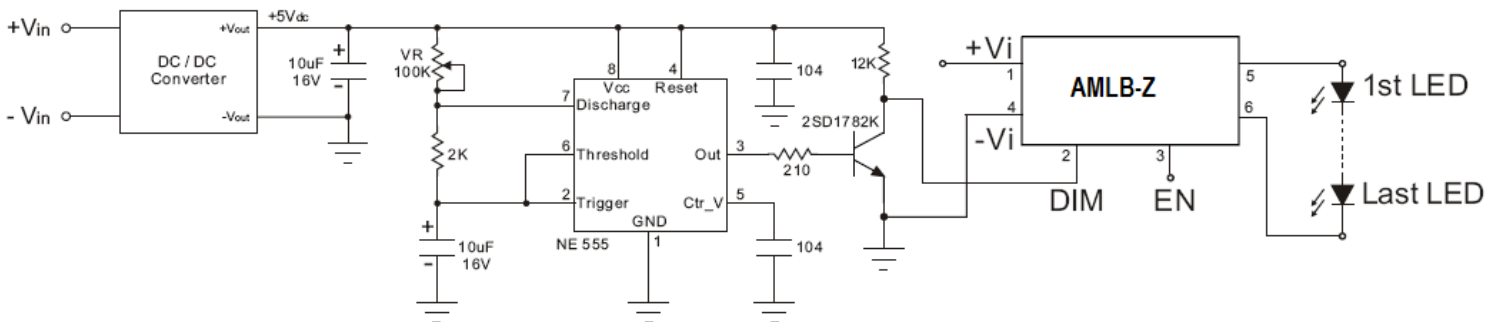 +Vin
- Vin
DC / DC
Converter
+Vout
-Vout
+5Vdc
+
10uF
16V
-
VR
100K
2K
+
10uF
16V
-
8
Vcc
4
Reset
7
Discharge
6
Threshold
2
Trigger
Out
3
Ctr_V
5
GND
1
NE 555
104
104
210
12K
2SD1782K
+Vi
1
4
-Vi
AMLB-Z
2
3
DIM
EN
5
6
1st LED
Last LED